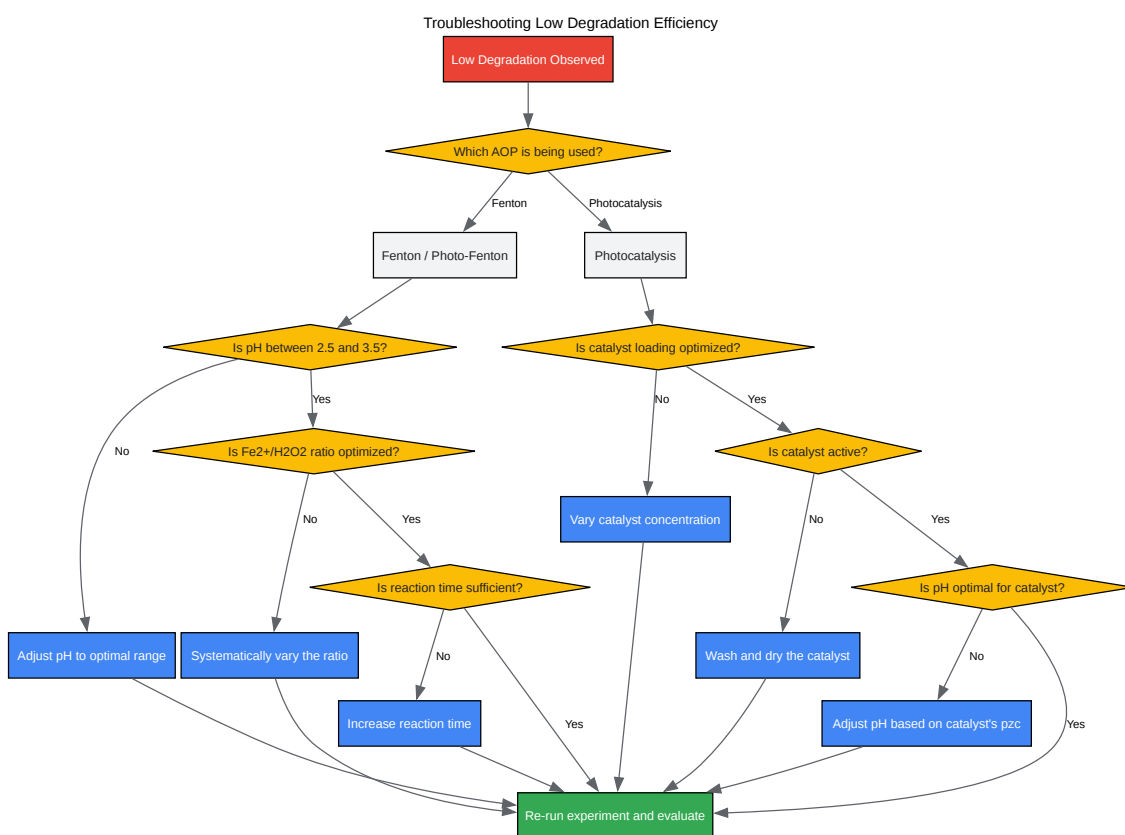 Troubleshooting Low Degradation Efficiency
Low Degradation Observed
Which AOP is being used?
Fenton
Photocatalysis
Fenton / Photo-Fenton
Photocatalysis
Is pH between 2.5 and 3.5?
Is catalyst loading optimized?
Yes
No
Yes
No
Is Fe2+/H2O2 ratio optimized?
Is catalyst active?
No
Yes
Vary catalyst concentration
No
Yes
Is reaction time sufficient?
Is pH optimal for catalyst?
Adjust pH to optimal range
Systematically vary the ratio
No
Wash and dry the catalyst
No
Increase reaction time
Yes
Adjust pH based on catalyst's pzc
Yes
Re-run experiment and evaluate